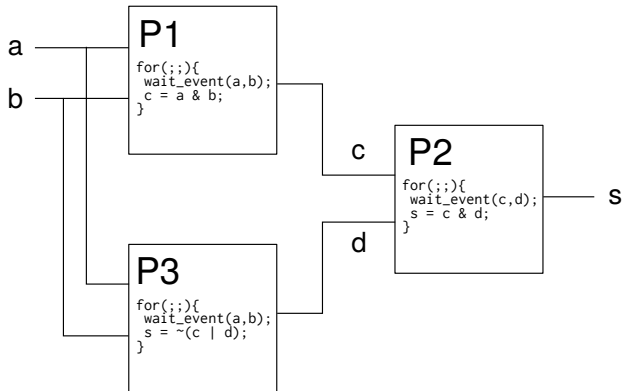 a
b
P1
for(;;){
wait_event(a,b);
c = a & b;
}
c
d
P2
for(;;){
wait_event(c,d);
s = c & d;
}
s
P3
for(;;){
wait_event(a,b);
s = ~(c | d);
}